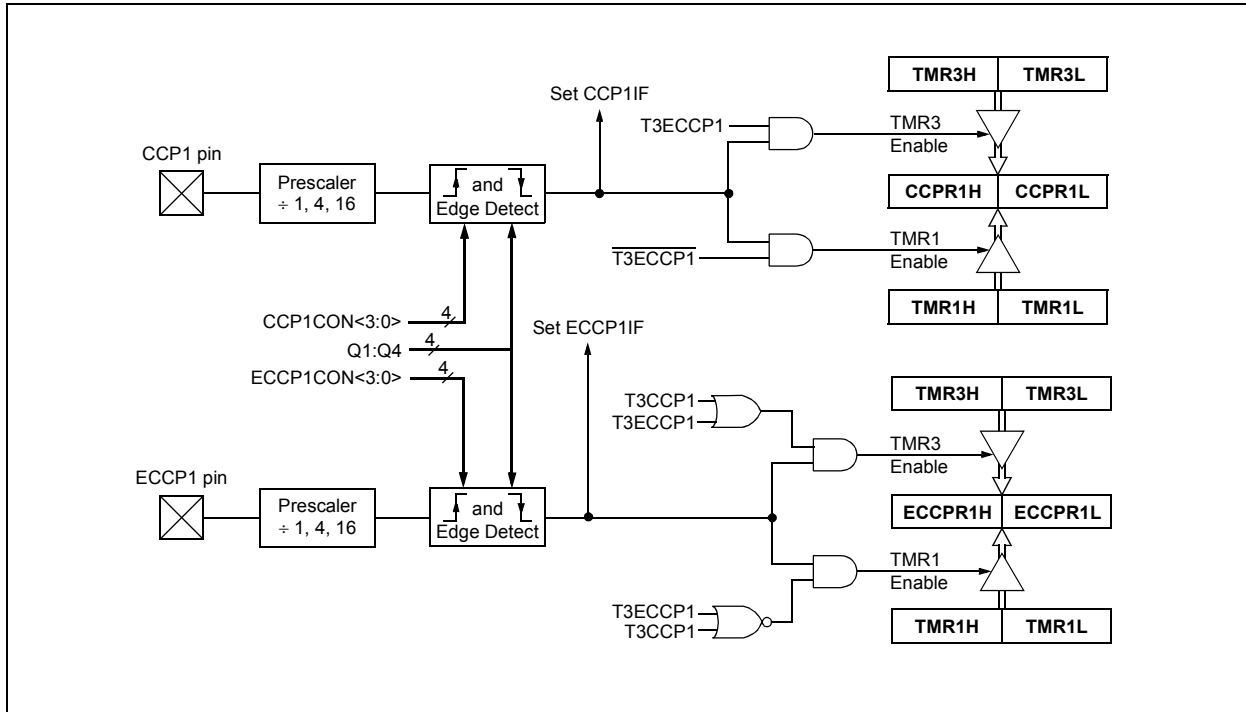 TMR3H TMR3L
Set CCP1IF
T3ECCP1
TMR3
Enable
CCP1 pin
Prescaler
÷ 1, 4, 16
and
Edge Detect
CCPR1H CCPR1L
T3ECCP1
TMR1
Enable
TMR1H TMR1L
CCP1CON<3:0> 4
Q1:Q4 4
ECCP1CON<3:0> 4
Set ECCP1IF
TMR3H TMR3L
T3CCP1
T3ECCP1
TMR3
Enable
ECCP1 pin
Prescaler
÷ 1, 4, 16
and
Edge Detect
ECCPR1H ECCPR1L
TMR1
Enable
T3ECCP1
T3CCP1
TMR1H TMR1L